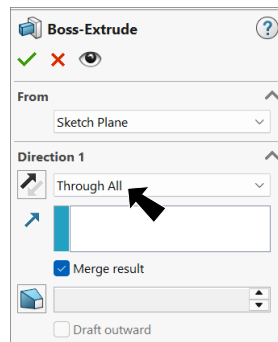 Boss-Extrude
?
From
Sketch Plane
Direction 1
Through All
Merge result
Draft outward